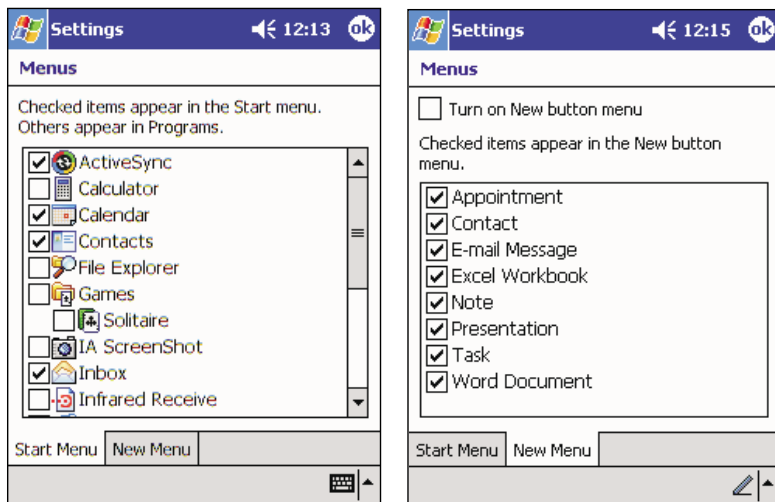 Settings 12:13 ok
Menus
Checked items appear in the Start menu.
Others appear in Programs.
ActiveSync
Calculator
Calendar
Contacts
File Explorer
Games
Solitaire
IA ScreenShot
Inbox
Infrared Receive
Start Menu New Menu
Settings 12:15 ok
Menus
Turn on New button menu
Checked items appear in the New button
menu.
Appointment
Contact
E-mail Message
Excel Workbook
Note
Presentation
Task
Word Document
Start Menu New Menu